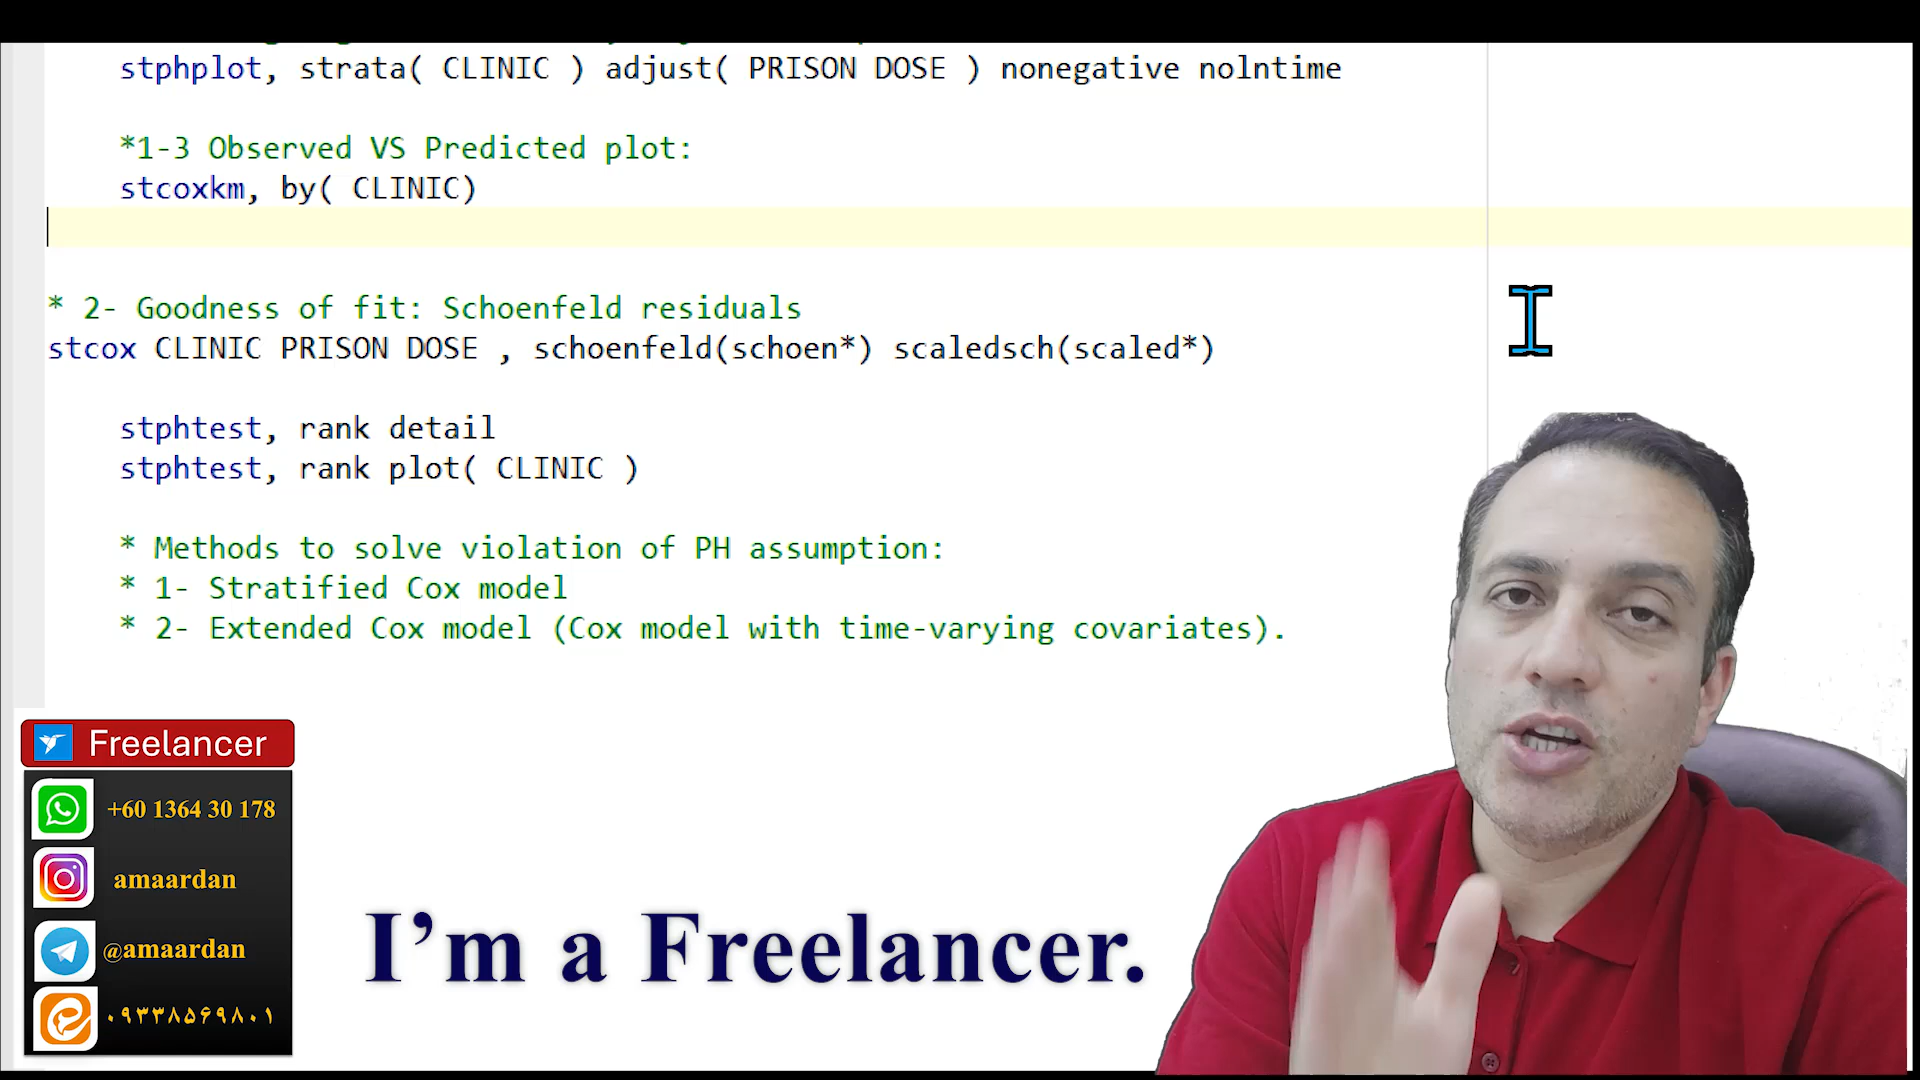 stphplot, strata( CLINIC ) adjust( PRISON DOSE ) nonegative nolntime
*1-3 Observed VS Predicted plot:
stcoxkm, by( CLINIC)
* 2- Goodness of fit: Schoenfeld residuals
stcox CLINIC PRISON DOSE , schoenfeld(schoen*) scaledsch(scaled*)
stphtest, rank detail
stphtest, rank plot( CLINIC )
* Methods to solve violation of PH assumption:
* 1- Stratified Cox model
* 2- Extended Cox model (Cox model with time-varying covariates).
Freelancer
+60 1364 30 178
amaardan
@amaardan
۰۹۳۳۸۵۶۹۸۰۱
I’m a Freelancer.